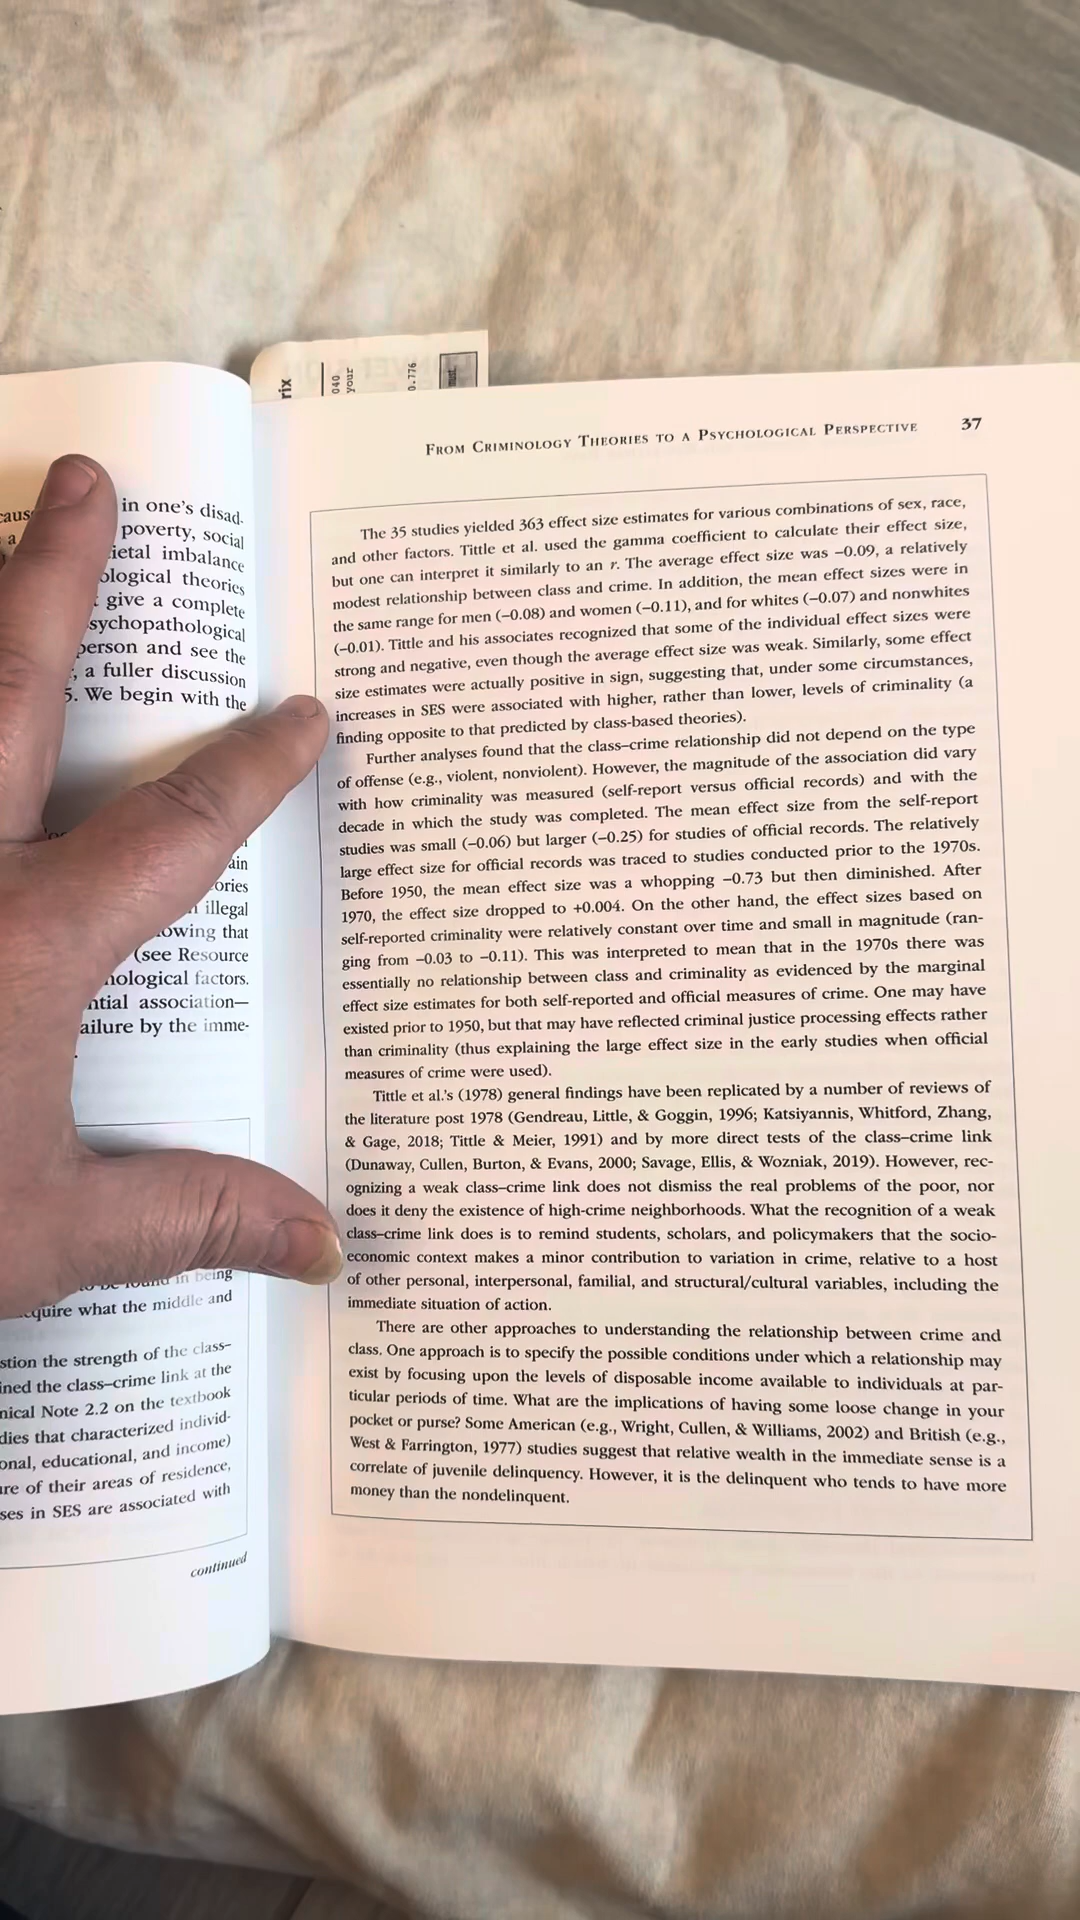 rix
040
your
0.776
in one's disad-
poverty, social
ietal imbalance
ological theories
give a complete
sychopathological
person and see the
, a fuller discussion
5. We begin with the
ain
ories
illegal
owing that
(see Resource
nological factors.
ntial association—
ailure by the imme-
in being
cquire what the middle and
stion the strength of the class–
ined the class–crime link at the
nical Note 2.2 on the textbook
dies that characterized individ-
onal, educational, and income)
ure of their areas of residence,
ses in SES are associated with
continued
FROM CRIMINOLOGY THEORIES TO A PSYCHOLOGICAL PERSPECTIVE 37
The 35 studies yielded 363 effect size estimates for various combinations of sex, race,
and other factors. Tittle et al. used the gamma coefficient to calculate their effect size,
but one can interpret it similarly to an r. The average effect size was –0.09, a relatively
modest relationship between class and crime. In addition, the mean effect sizes were in
the same range for men (–0.08) and women (–0.11), and for whites (–0.07) and nonwhites
(–0.01). Tittle and his associates recognized that some of the individual effect sizes were
strong and negative, even though the average effect size was weak. Similarly, some effect
size estimates were actually positive in sign, suggesting that, under some circumstances,
increases in SES were associated with higher, rather than lower, levels of criminality (a
finding opposite to that predicted by class-based theories).
Further analyses found that the class–crime relationship did not depend on the type
of offense (e.g., violent, nonviolent). However, the magnitude of the association did vary
with how criminality was measured (self-report versus official records) and with the
decade in which the study was completed. The mean effect size from the self-report
studies was small (–0.06) but larger (–0.25) for studies of official records. The relatively
large effect size for official records was traced to studies conducted prior to the 1970s.
Before 1950, the mean effect size was a whopping –0.73 but then diminished. After
1970, the effect size dropped to +0.004. On the other hand, the effect sizes based on
self-reported criminality were relatively constant over time and small in magnitude (ran-
ging from –0.03 to –0.11). This was interpreted to mean that in the 1970s there was
essentially no relationship between class and criminality as evidenced by the marginal
effect size estimates for both self-reported and official measures of crime. One may have
existed prior to 1950, but that may have reflected criminal justice processing effects rather
than criminality (thus explaining the large effect size in the early studies when official
measures of crime were used).
Tittle et al.'s (1978) general findings have been replicated by a number of reviews of
the literature post 1978 (Gendreau, Little, & Goggin, 1996; Katsiyannis, Whitford, Zhang,
& Gage, 2018; Tittle & Meier, 1991) and by more direct tests of the class–crime link
(Dunaway, Cullen, Burton, & Evans, 2000; Savage, Ellis, & Wozniak, 2019). However, rec-
ognizing a weak class–crime link does not dismiss the real problems of the poor, nor
does it deny the existence of high-crime neighborhoods. What the recognition of a weak
class–crime link does is to remind students, scholars, and policymakers that the socio-
economic context makes a minor contribution to variation in crime, relative to a host
of other personal, interpersonal, familial, and structural/cultural variables, including the
immediate situation of action.
There are other approaches to understanding the relationship between crime and
class. One approach is to specify the possible conditions under which a relationship may
exist by focusing upon the levels of disposable income available to individuals at par-
ticular periods of time. What are the implications of having some loose change in your
pocket or purse? Some American (e.g., Wright, Cullen, & Williams, 2002) and British (e.g.,
West & Farrington, 1977) studies suggest that relative wealth in the immediate sense is a
correlate of juvenile delinquency. However, it is the delinquent who tends to have more
money than the nondelinquent.